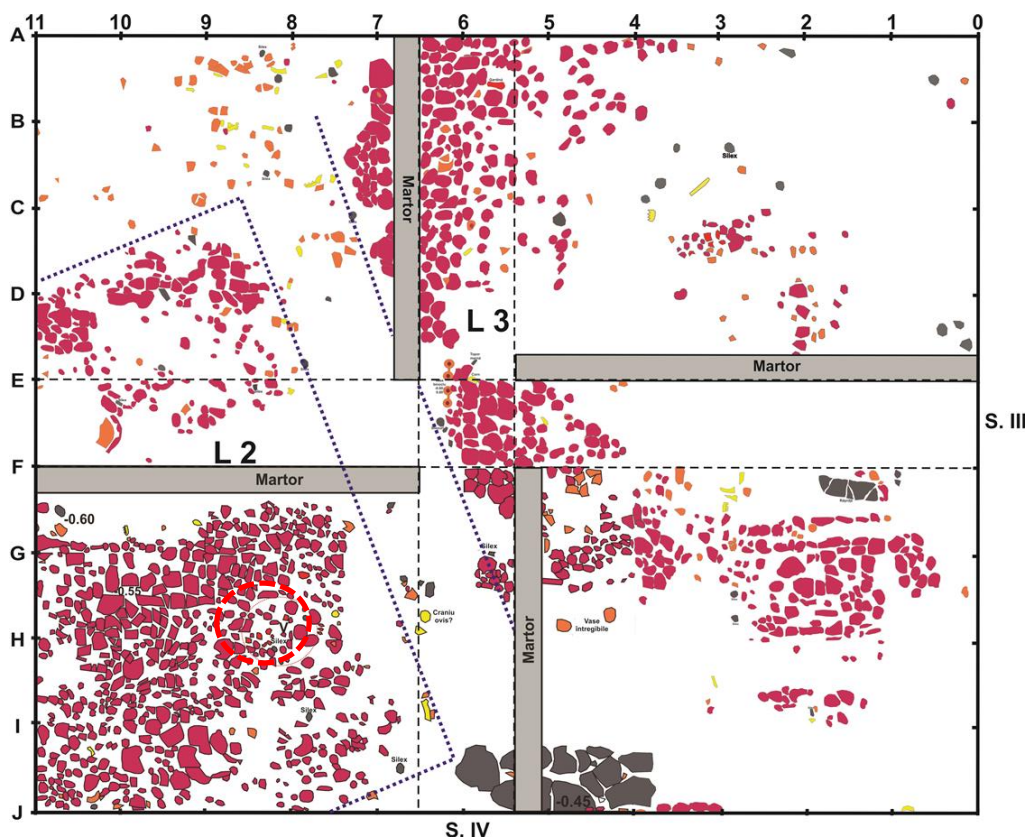 11 10 9 8 7 6 5 4 3 2 1 0
A
B
Martor
Silex
C
D
L 3
Martor
E
S. III
L 2
F
Martor
-0.60
G
Silex
-0.55
Craniu
ovis?
Vase
intregibile
Martor
H
Silex
V
I
Silex
Silex
-0.45
J
S. IV